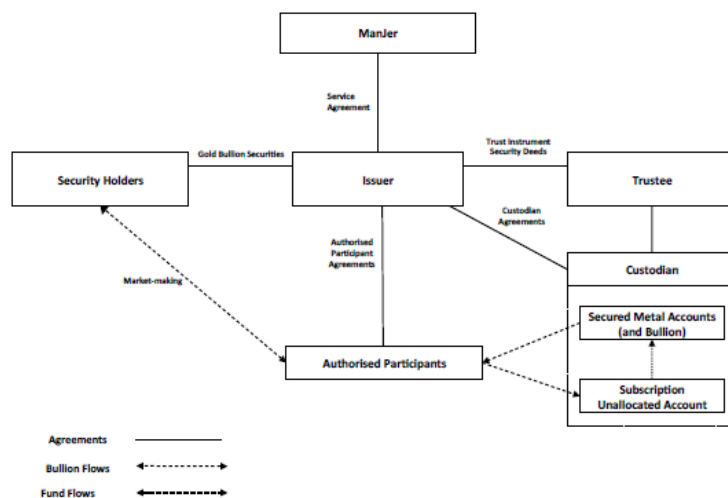 ManJer
Service
Agreement
Gold Bullion Securities
Trust Instrument
Security Deeds
Security Holders
Issuer
Trustee
Custodian
Agreements
Authorised
Participant
Agreements
Custodian
Market-making
Secured Metal Accounts
(and Bullion)
Authorised Participants
Subscription
Unallocated Account
Agreements
Bullion Flows
Fund Flows